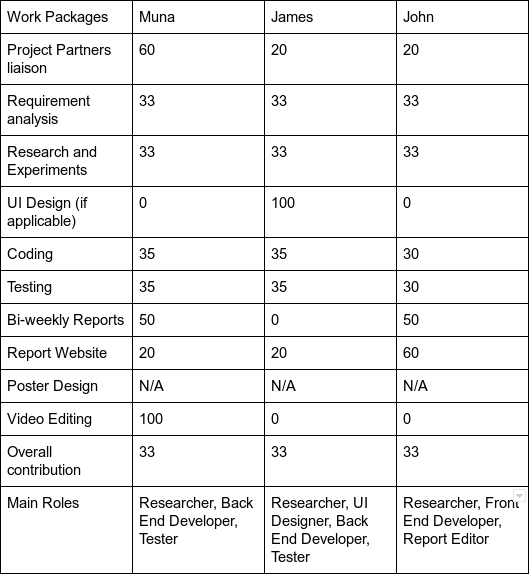 Work Packages Muna James John
Project Partners liaison 60 20 20
Requirement analysis 33 33 33
Research and Experiments 33 33 33
UI Design (if applicable) 0 100 0
Coding 35 35 30
Testing 35 35 30
Bi-weekly Reports 50 0 50
Report Website 20 20 60
Poster Design N/A N/A N/A
Video Editing 100 0 0
Overall contribution 33 33 33
Main Roles Researcher, Back End Developer, Tester Researcher, UI Designer, Back End Developer, Tester Researcher, Front End Developer, Report Editor